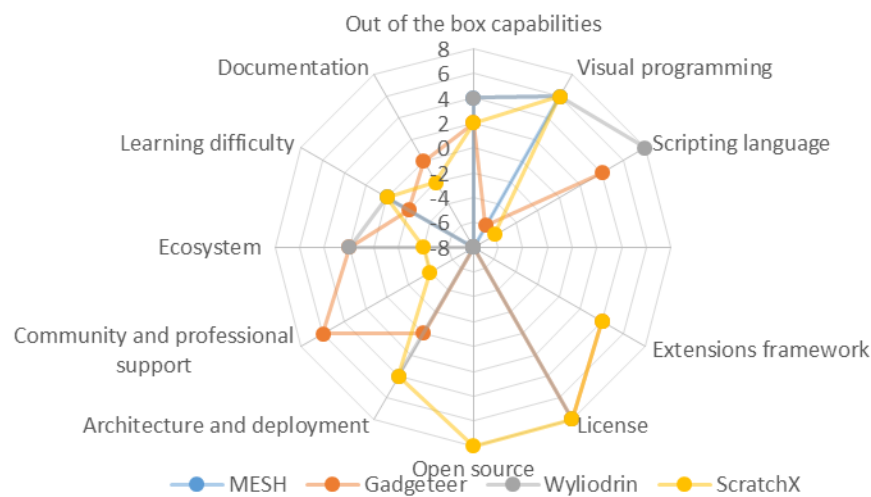 Out of the box capabilities
8
Documentation
Visual programming
6
4
2
Learning difficulty
Scripting language
0
-2
-4
-6
Ecosystem
-8
Community and professional
support
Extensions framework
Architecture and deployment
License
Open source
MESH
Gadgeteer
Wyliodrin
ScratchX